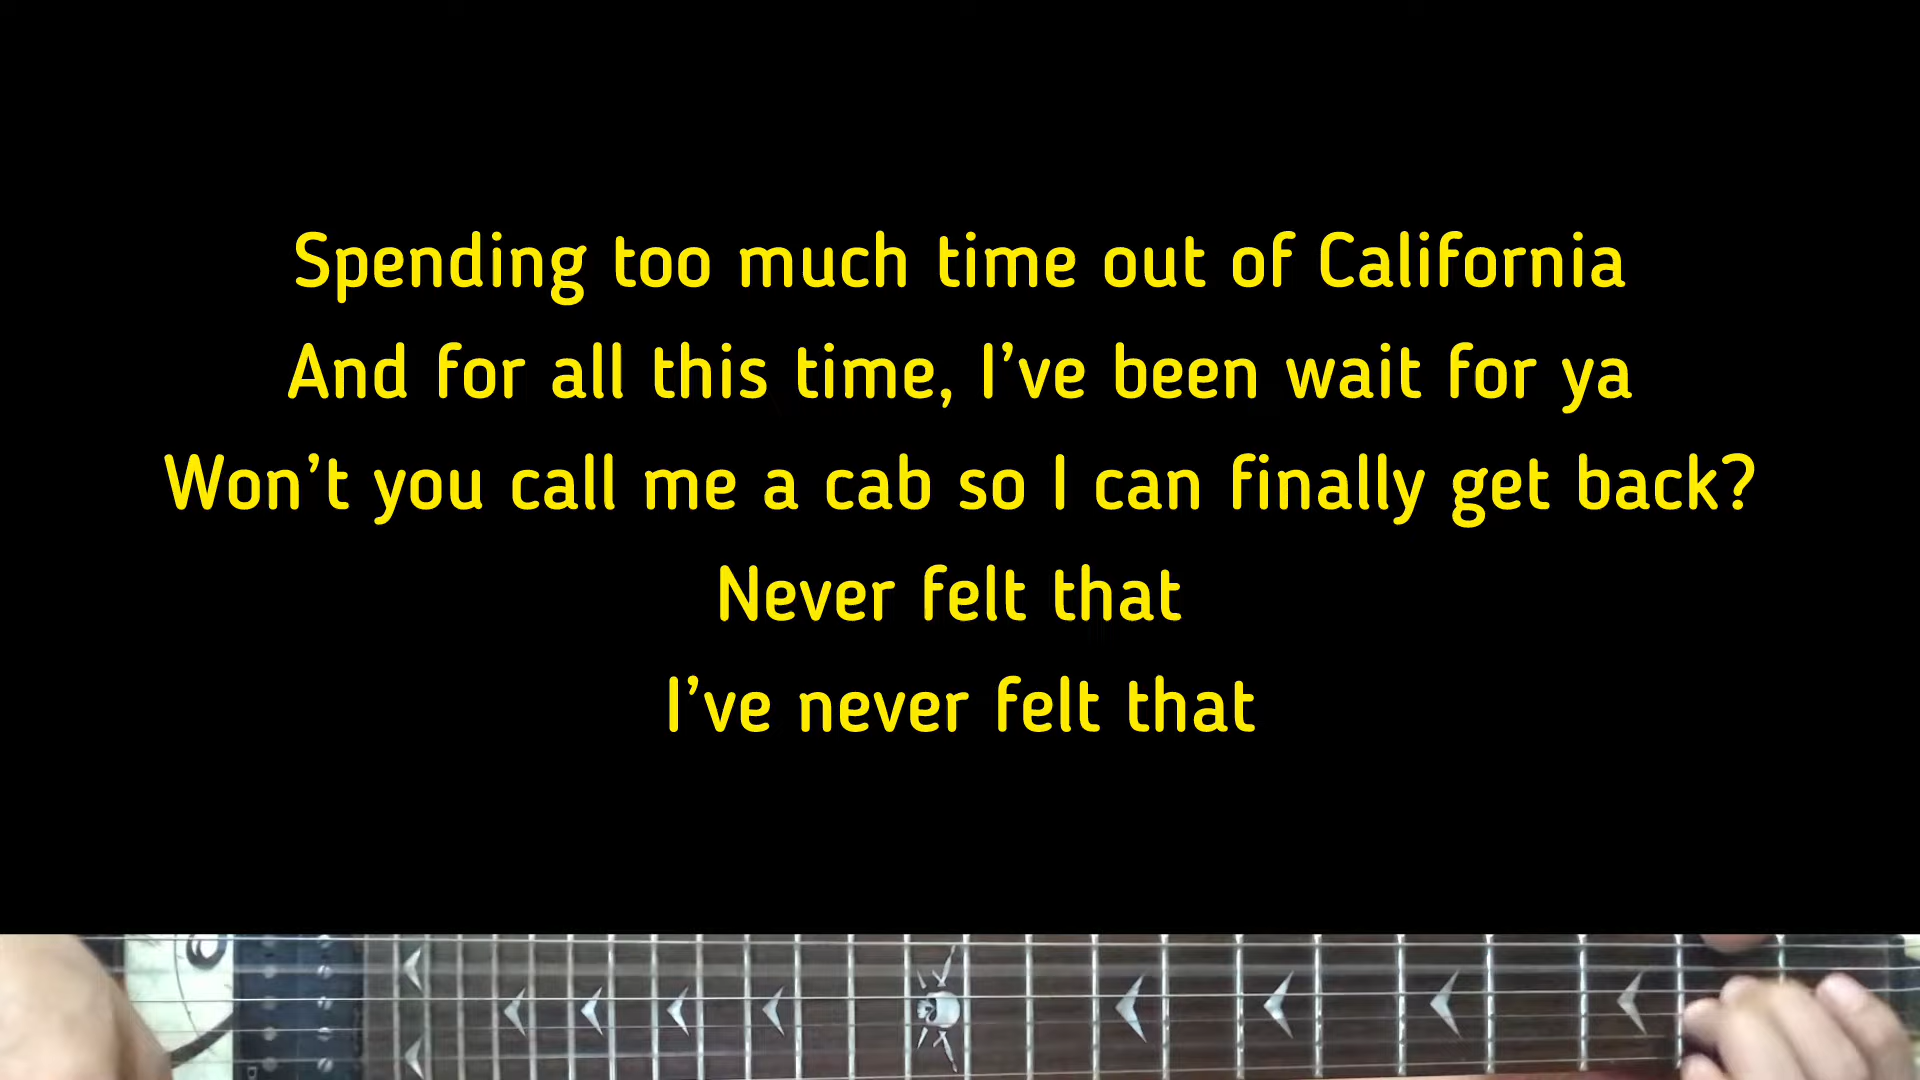 Spending too much time out of California
And for all this time, I’ve been wait for ya
Won’t you call me a cab so I can finally get back?
Never felt that
I’ve never felt that